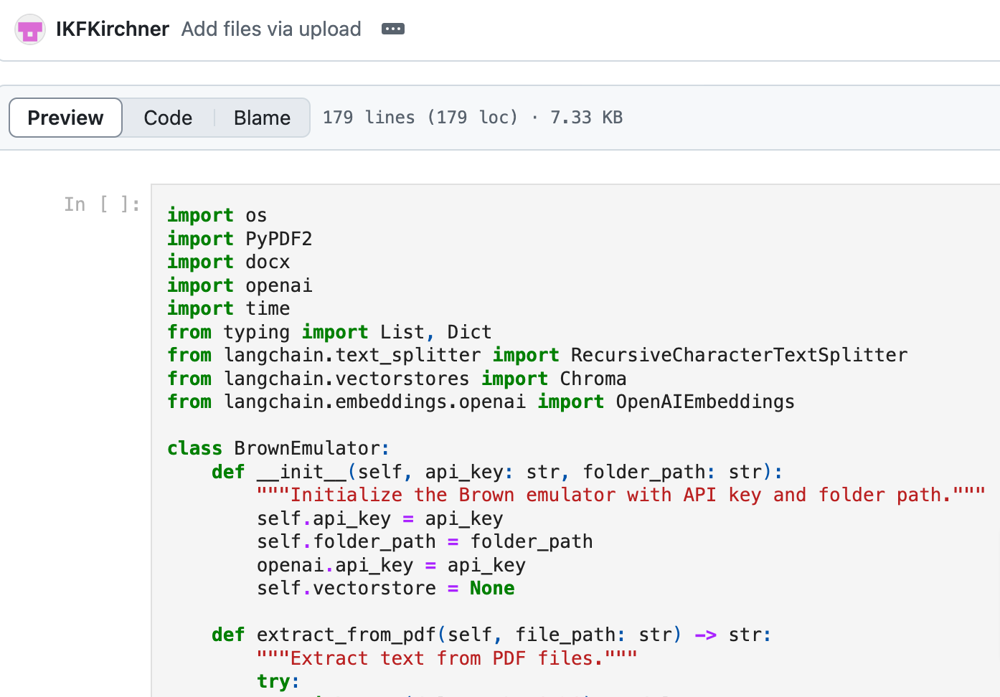 IKFKirchner Add files via upload
Preview Code Blame 179 lines (179 loc) · 7.33 KB
In [ ]:
import os
import PyPDF2
import docx
import openai
import time
from typing import List, Dict
from langchain.text_splitter import RecursiveCharacterTextSplitter
from langchain.vectorstores import Chroma
from langchain.embeddings.openai import OpenAIEmbeddings

class BrownEmulator:
    def __init__(self, api_key: str, folder_path: str):
        """Initialize the Brown emulator with API key and folder path."""
        self.api_key = api_key
        self.folder_path = folder_path
        openai.api_key = api_key
        self.vectorstore = None

    def extract_from_pdf(self, file_path: str) -> str:
        """Extract text from PDF files."""
        try: